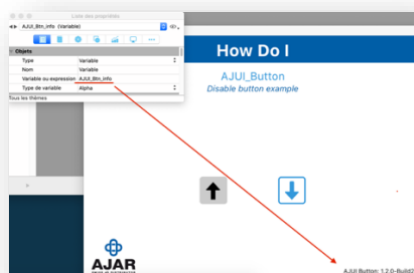 Liste des propriétés
AJUI_Btn_info (Variable)
Objets
Type Variable
Nom Variable
Variable ou expression AJUI_Btn_info
Type de variable Alpha
Tous les thèmes
How Do I
AJUI_Button
Disable button example
AJAR
AJUI Button: 1.2.0-Build2